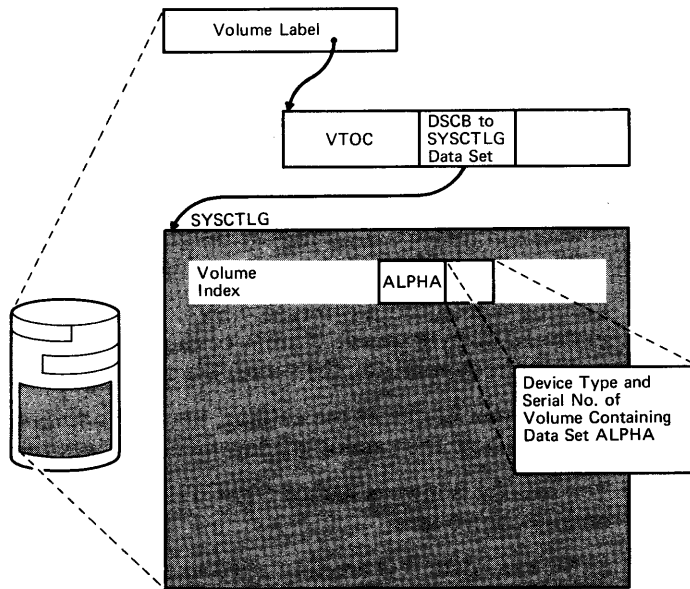 Volume Label
VTOC
DSCB to
SYSCTLG
Data Set
SYSCTLG
Volume
Index
ALPHA
Device Type and
Serial No. of
Volume Containing
Data Set ALPHA